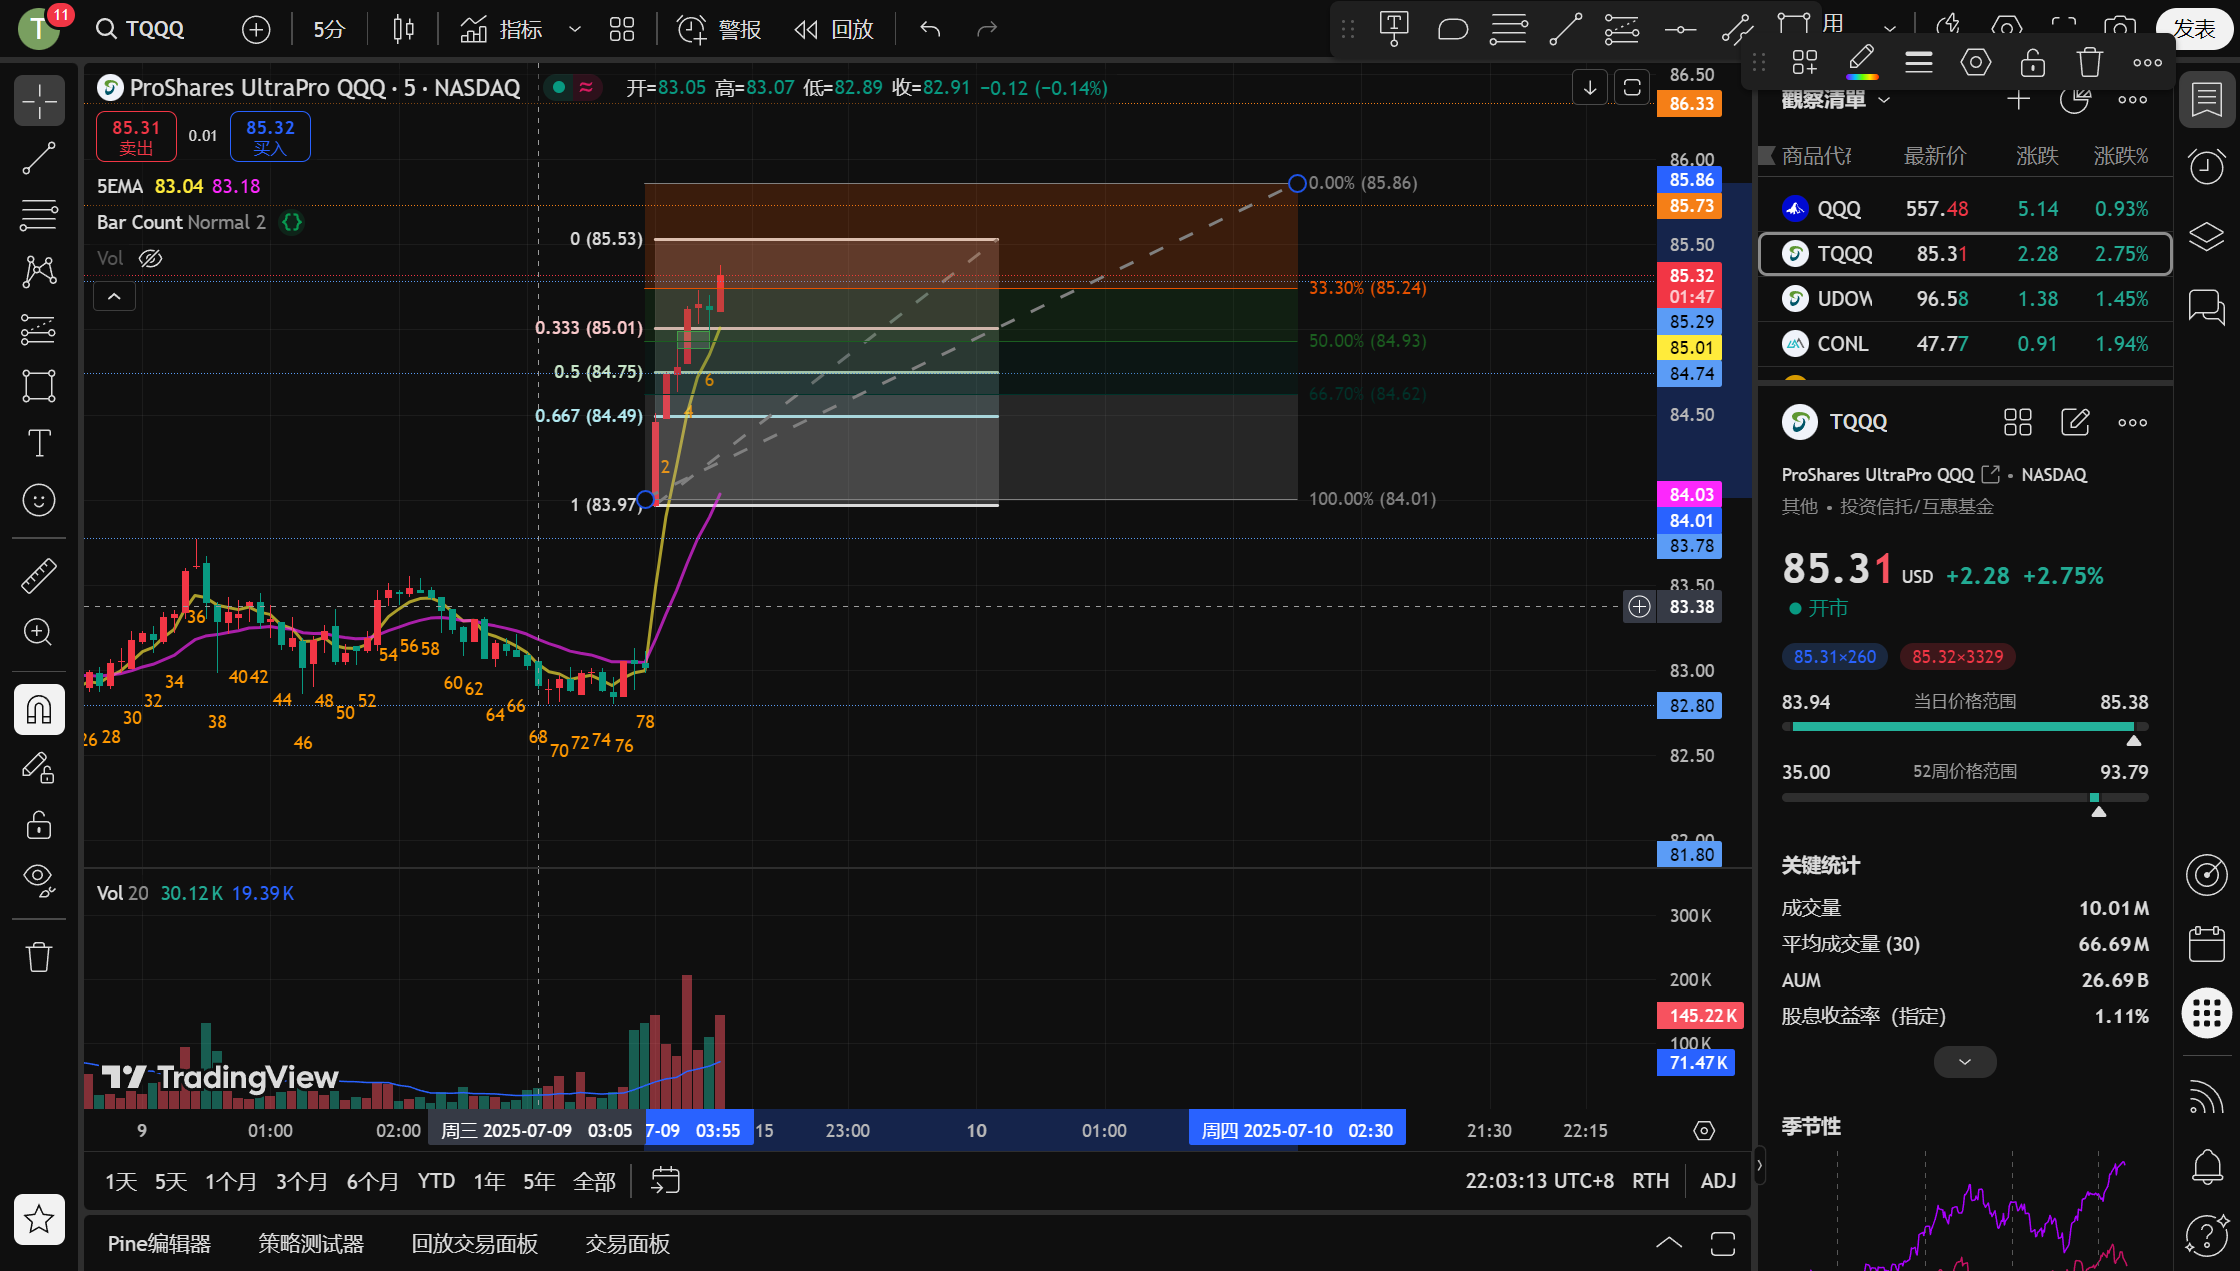 T
11
TQQQ
5分
指标
警报
回放
用
发表
ProShares UltraPro QQQ · 5 · NASDAQ
开=83.05 高=83.07 低=82.89 收=82.91 −0.12 (−0.14%)
85.31
卖出
0.01
85.32
买入
5EMA 83.04 83.18
Bar Count Normal 2 {}
Vol
0 (85.53)
0.333 (85.01)
0.5 (84.75)
0.667 (84.49)
1 (83.97)
0.00% (85.86)
33.30% (85.24)
50.00% (84.93)
66.70% (84.62)
100.00% (84.01)
2
4
6
26
28
30
32
34
36
38
40
42
44
46
48
50
52
54
56
58
60
62
64
66
68
70
72
74
76
78
86.50
86.33
86.00
85.86
85.73
85.50
85.32
01:47
85.29
85.01
84.74
84.50
84.03
84.01
83.78
83.50
83.38
83.00
82.80
82.50
82.00
81.80
Vol 20 30.12 K 19.39 K
300 K
200 K
145.22 K
100 K
71.47 K
TradingView
9
01:00
02:00
周三 2025-07-09 03:05
7-09 03:55
15
23:00
10
01:00
周四 2025-07-10 02:30
21:30
22:15
1天 5天 1个月 3个月 6个月 YTD 1年 5年 全部
22:03:13 UTC+8 RTH ADJ
Pine编辑器 策略测试器 回放交易面板 交易面板
觀察清單
商品代码 最新价 涨跌 涨跌%
QQQ 557.48 5.14 0.93%
TQQQ 85.31 2.28 2.75%
UDOW 96.58 1.38 1.45%
CONL 47.77 0.91 1.94%
TQQQ
ProShares UltraPro QQQ • NASDAQ
其他 • 投资信托/互惠基金
85.31 USD +2.28 +2.75%
开市
85.31×260 85.32×3329
83.94 当日价格范围 85.38
35.00 52周价格范围 93.79
关键统计
成交量 10.01 M
平均成交量 (30) 66.69 M
AUM 26.69 B
股息收益率（指定） 1.11%
季节性